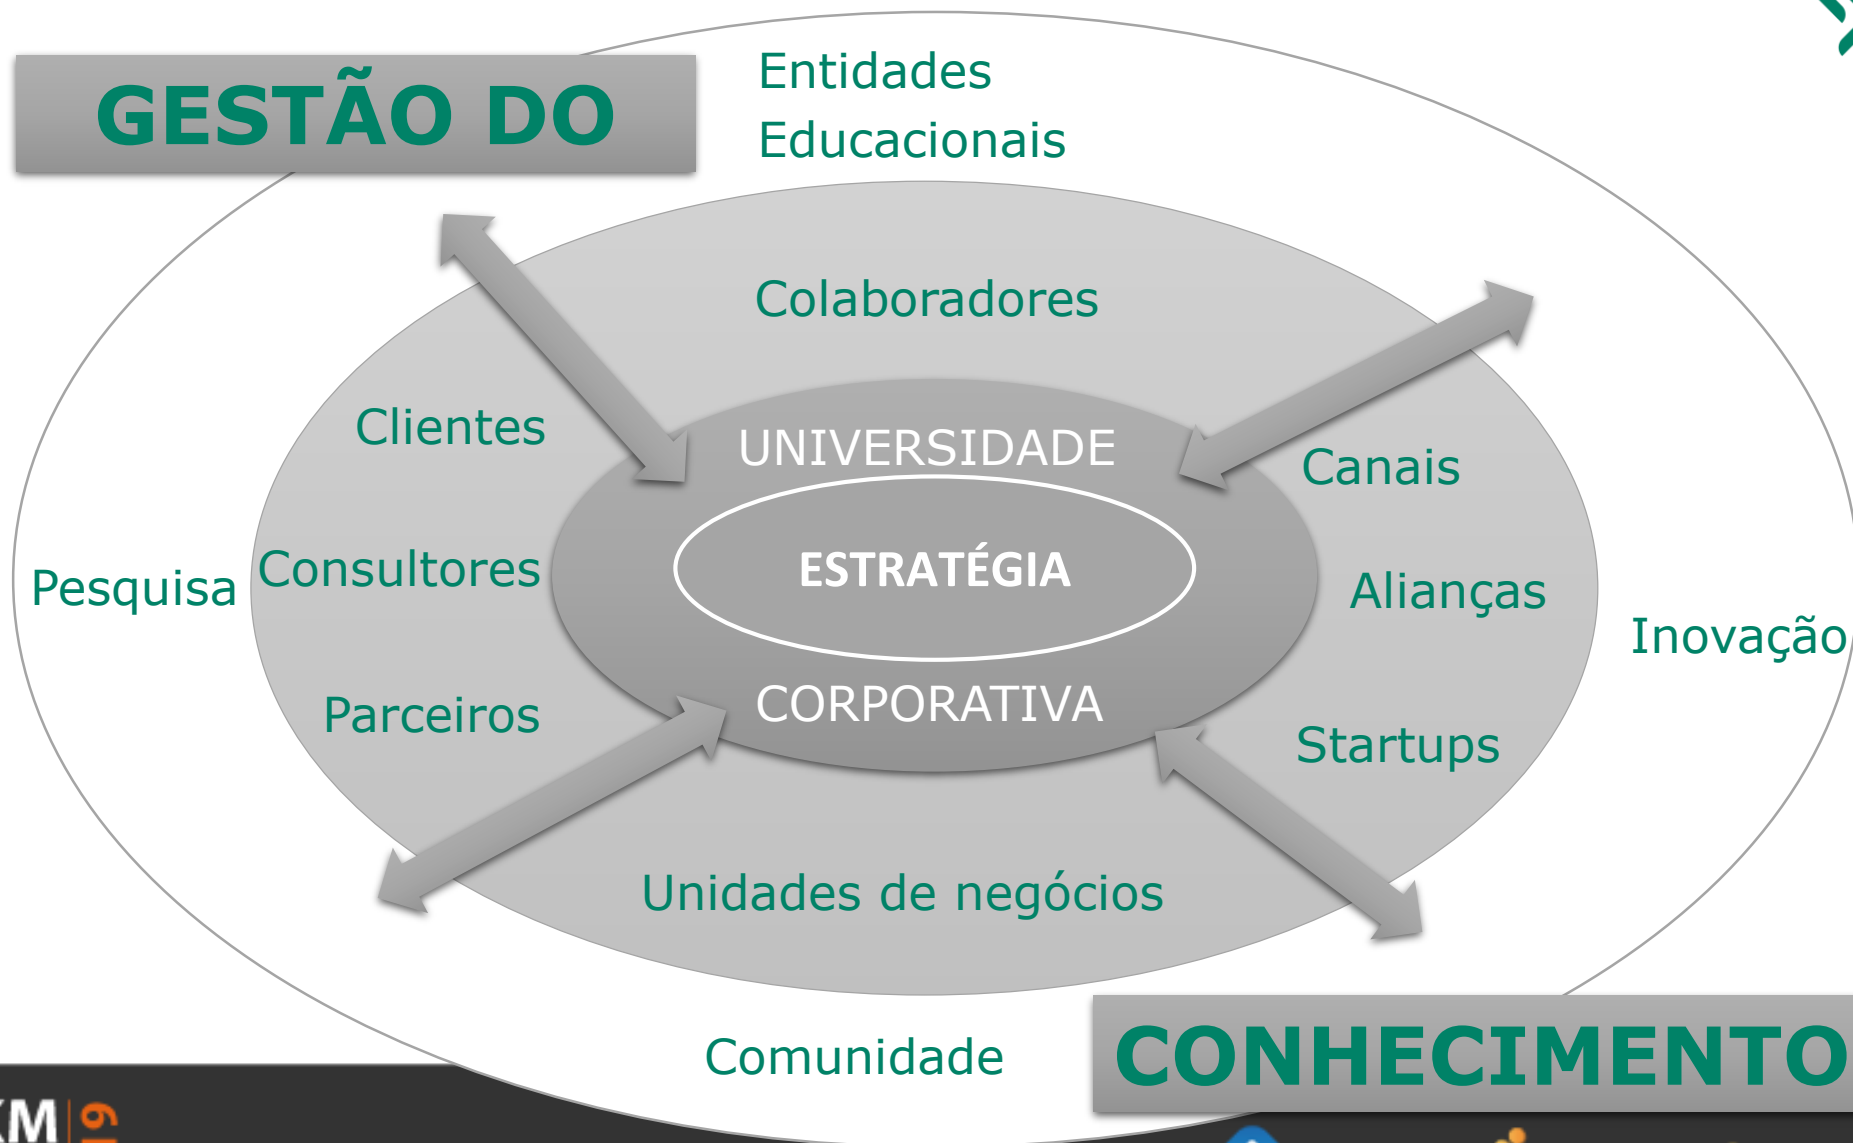 GESTÃO DO
Entidades
Educacionais
Colaboradores
Clientes
UNIVERSIDADE
Canais
Pesquisa
Consultores
ESTRATÉGIA
Alianças
Inovação
Parceiros
CORPORATIVA
Startups
Unidades de negócios
Comunidade
CONHECIMENTO